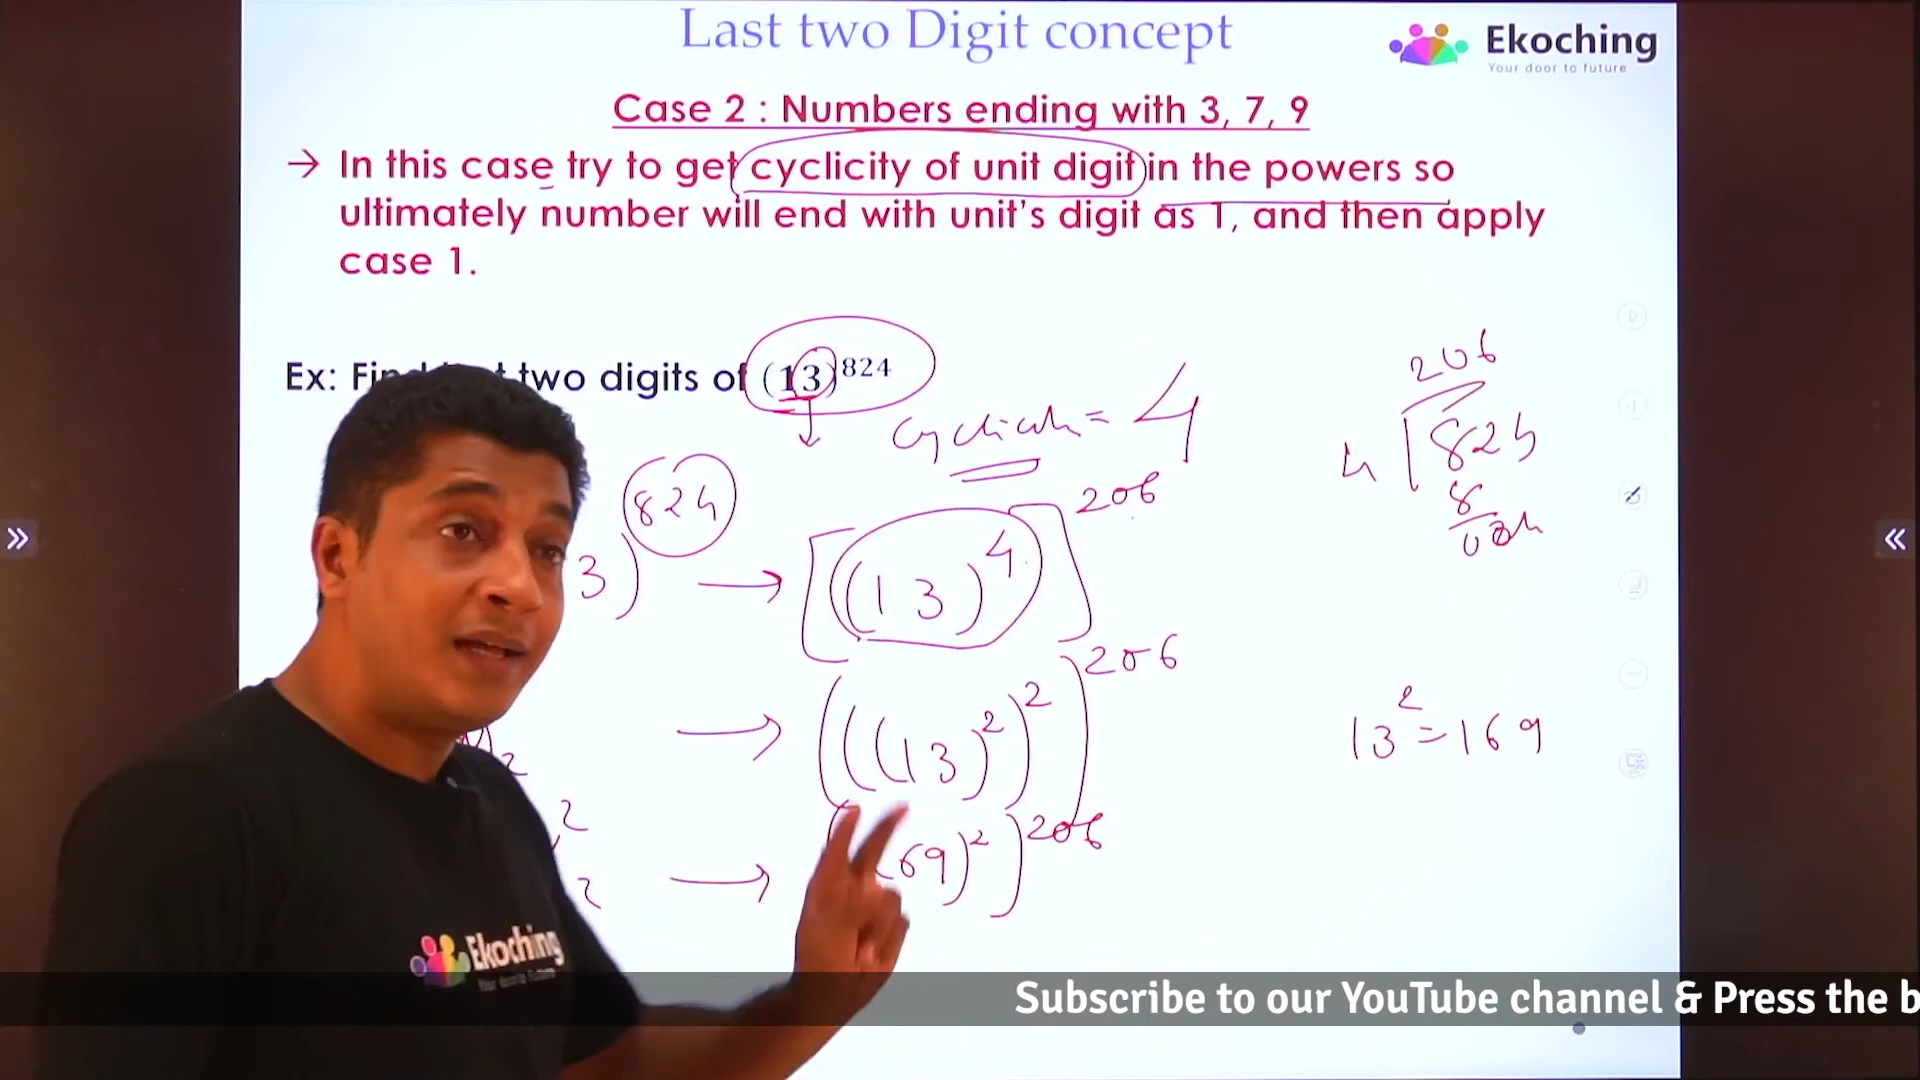 Last two Digit concept
Ekoching
Your door to future
Case 2 : Numbers ending with 3, 7, 9
→ In this case try to get cyclicity of unit digit in the powers so
ultimately number will end with unit's digit as 1, and then apply
case 1.
Ex: two digits of (13)^824
= 4
206
4 824
8
3)^824 → [(13)^4]^206
→ (((13)^2)^2)^206
13^2 = 169
2
→ 69)^2)^206
2
Ekoching
Subscribe to our YouTube channel & Press the b